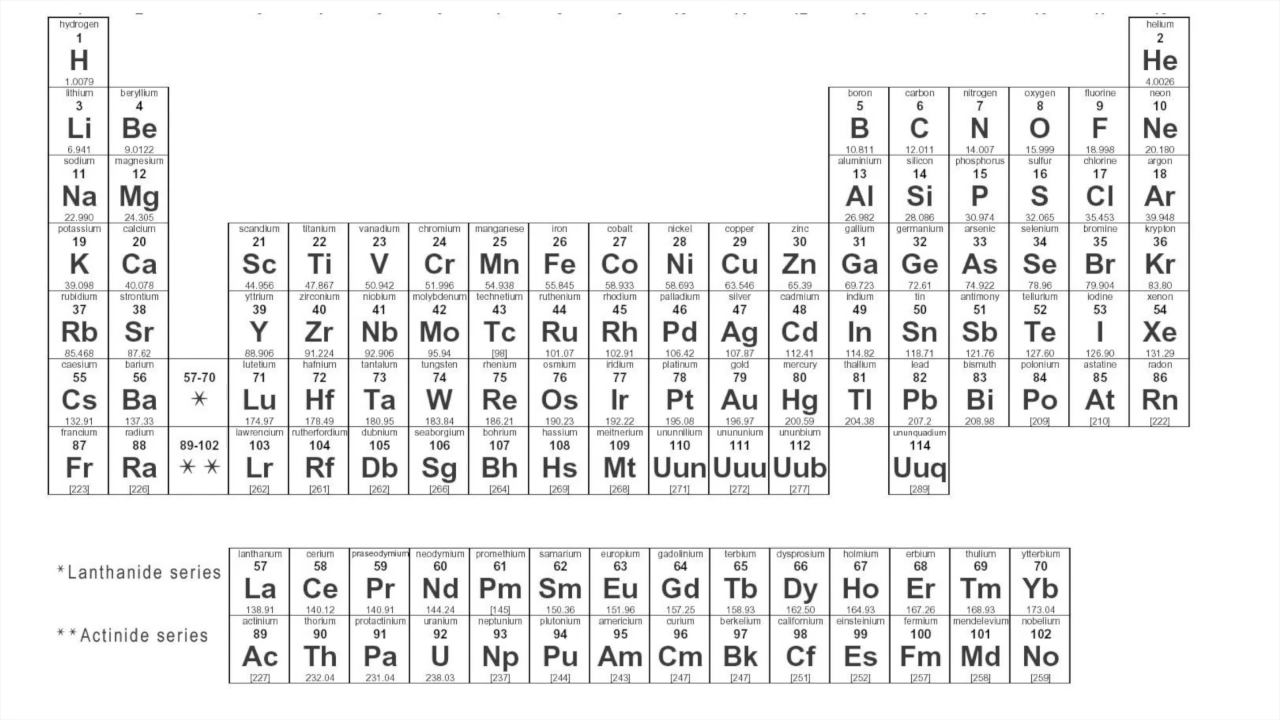 hydrogen helium
1 2
H He
1.0079 4.0026
lithium beryllium boron carbon nitrogen oxygen fluorine neon
3 4 5 6 7 8 9 10
Li Be B C N O F Ne
6.941 9.0122 10.811 12.011 14.007 15.999 18.998 20.180
sodium magnesium aluminium silicon phosphorus sulfur chlorine argon
11 12 13 14 15 16 17 18
Na Mg Al Si P S Cl Ar
22.990 24.305 26.982 28.086 30.974 32.065 35.453 39.948
potassium calcium scandium titanium vanadium chromium manganese iron cobalt nickel copper zinc gallium germanium arsenic selenium bromine krypton
19 20 21 22 23 24 25 26 27 28 29 30 31 32 33 34 35 36
K Ca Sc Ti V Cr Mn Fe Co Ni Cu Zn Ga Ge As Se Br Kr
39.098 40.078 44.956 47.867 50.942 51.996 54.938 55.845 58.933 58.693 63.546 65.39 69.723 72.61 74.922 78.96 79.904 83.80
rubidium strontium yttrium zirconium niobium molybdenum technetium ruthenium rhodium palladium silver cadmium indium tin antimony tellurium iodine xenon
37 38 39 40 41 42 43 44 45 46 47 48 49 50 51 52 53 54
Rb Sr Y Zr Nb Mo Tc Ru Rh Pd Ag Cd In Sn Sb Te I Xe
85.468 87.62 88.906 91.224 92.906 95.94 [98] 101.07 102.91 106.42 107.87 112.41 114.82 118.71 121.76 127.60 126.90 131.29
caesium barium lutetium hafnium tantalum tungsten rhenium osmium iridium platinum gold mercury thallium lead bismuth polonium astatine radon
55 56 57-70 71 72 73 74 75 76 77 78 79 80 81 82 83 84 85 86
Cs Ba * Lu Hf Ta W Re Os Ir Pt Au Hg Tl Pb Bi Po At Rn
132.91 137.33 174.97 178.49 180.95 183.84 186.21 190.23 192.22 195.08 196.97 200.59 204.38 207.2 208.98 [209] [210] [222]
francium radium lawrencium rutherfordium dubnium seaborgium bohrium hassium meitnerium ununnilium unununium ununbium ununquadium
87 88 89-102 103 104 105 106 107 108 109 110 111 112 114
Fr Ra * * Lr Rf Db Sg Bh Hs Mt Uun Uuu Uub Uuq
[223] [226] [262] [261] [262] [266] [264] [269] [268] [271] [272] [277] [289]
lanthanum cerium praseodymium neodymium promethium samarium europium gadolinium terbium dysprosium holmium erbium thulium ytterbium
57 58 59 60 61 62 63 64 65 66 67 68 69 70
*Lanthanide series La Ce Pr Nd Pm Sm Eu Gd Tb Dy Ho Er Tm Yb
138.91 140.12 140.91 144.24 [145] 150.36 151.96 157.25 158.93 162.50 164.93 167.26 168.93 173.04
actinium thorium protactinium uranium neptunium plutonium americium curium berkelium californium einsteinium fermium mendelevium nobelium
**Actinide series 89 90 91 92 93 94 95 96 97 98 99 100 101 102
Ac Th Pa U Np Pu Am Cm Bk Cf Es Fm Md No
[227] 232.04 231.04 238.03 [237] [244] [243] [247] [247] [251] [252] [257] [258] [259]